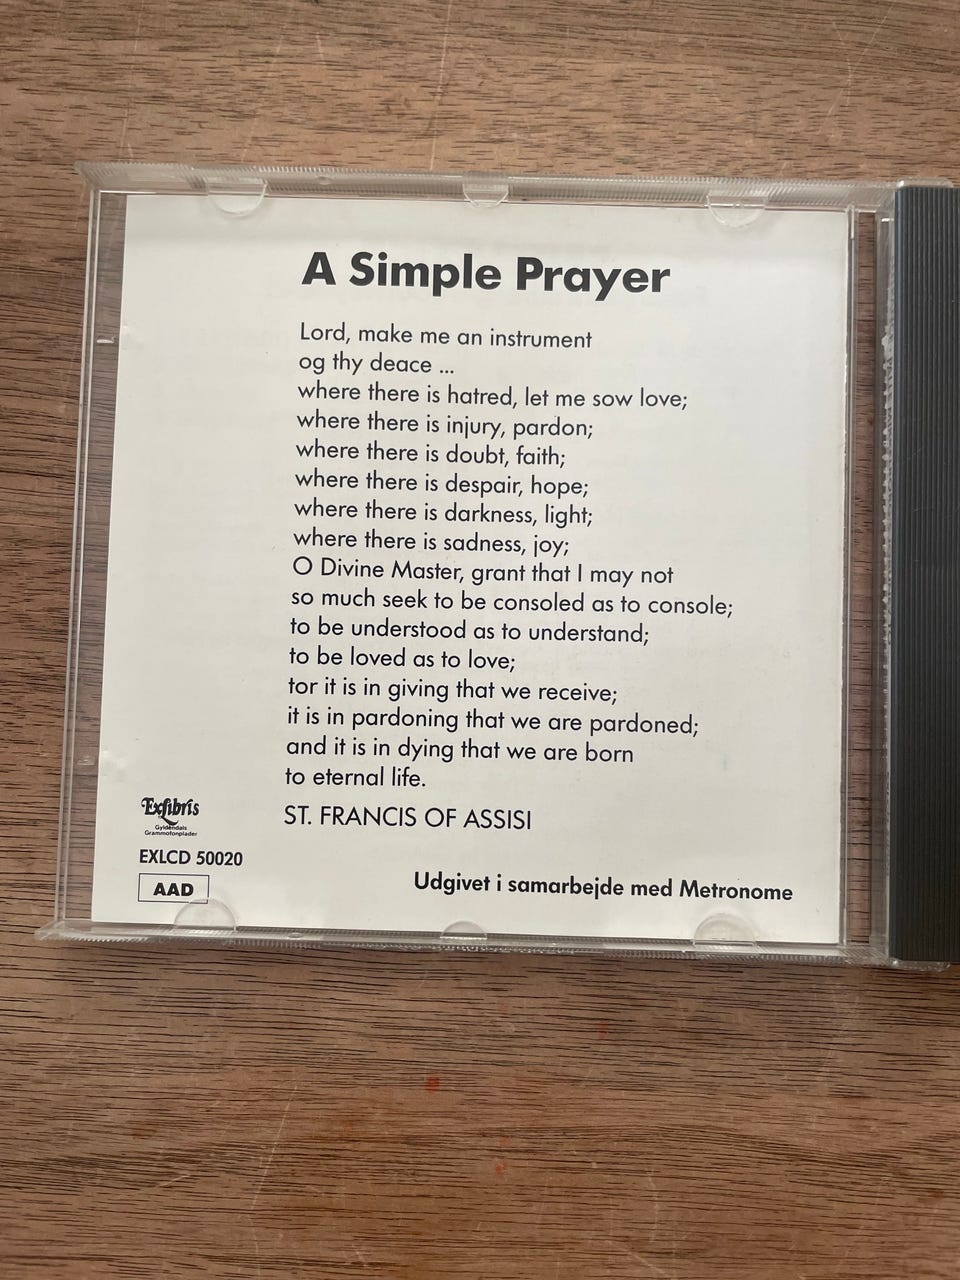 A Simple Prayer
Lord, make me an instrument
og thy deace ...
where there is hatred, let me sow love;
where there is injury, pardon;
where there is doubt, faith;
where there is despair, hope;
where there is darkness, light;
where there is sadness, joy;
O Divine Master, grant that I may not
so much seek to be consoled as to console;
to be understood as to understand;
to be loved as to love;
tor it is in giving that we receive;
it is in pardoning that we are pardoned;
and it is in dying that we are born
to eternal life.
ST. FRANCIS OF ASSISI
Exlibris
Gyldendals
Grammofonplader
EXLCD 50020
AAD
Udgivet i samarbejde med Metronome